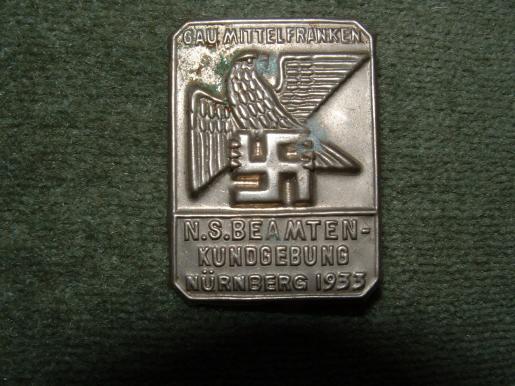 GAU MITTELFRANKEN
N.S.BEAMTEN-
KUNDGEBUNG
NÜRNBERG 1933